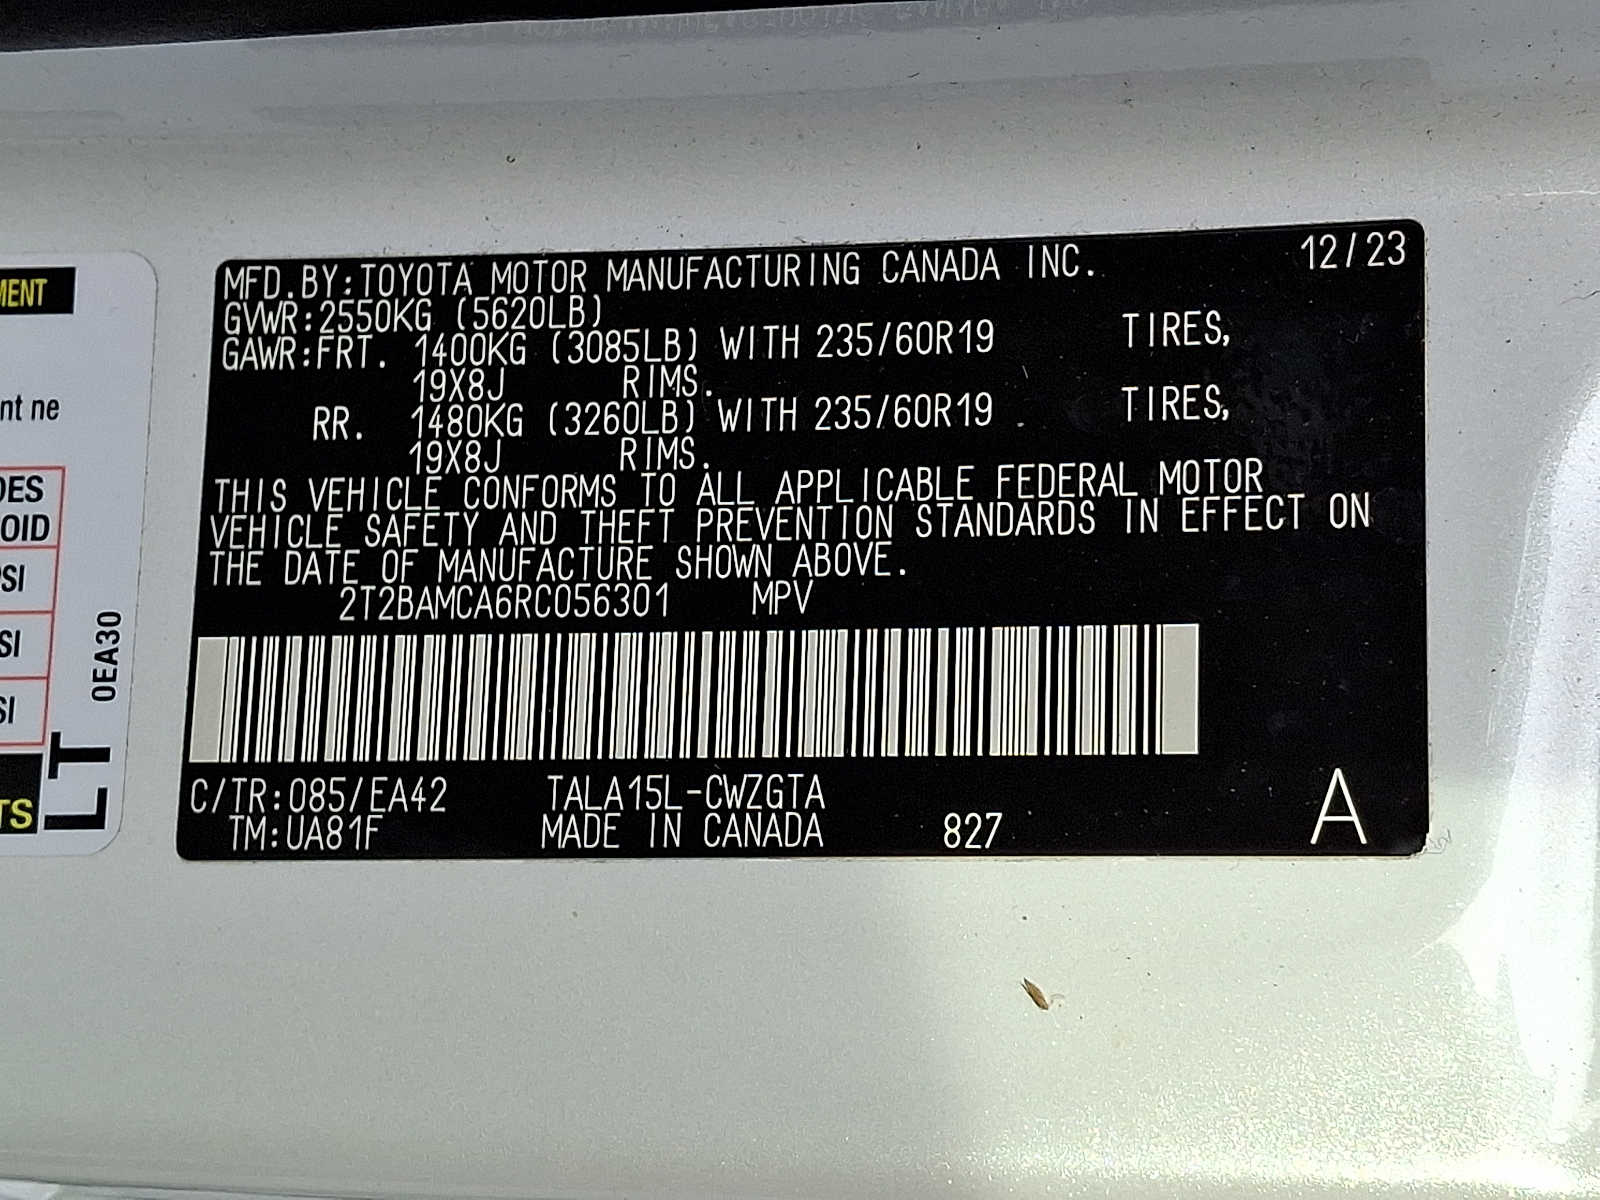 MFD.BY:TOYOTA MOTOR MANUFACTURING CANADA INC. 12/23
GVWR:2550KG (5620LB)
GAWR:FRT. 1400KG (3085LB) WITH 235/60R19 TIRES,
19X8J RIMS.
RR. 1480KG (3260LB) WITH 235/60R19 TIRES,
19X8J RIMS.
THIS VEHICLE CONFORMS TO ALL APPLICABLE FEDERAL MOTOR
VEHICLE SAFETY AND THEFT PREVENTION STANDARDS IN EFFECT ON
THE DATE OF MANUFACTURE SHOWN ABOVE.
2T2BAMCA6RC056301 MPV
C/TR:085/EA42 TALA15L-CWZGTA
TM:UA81F MADE IN CANADA 827 A
MENT
nt ne
DES
OID
PSI
SI
SI
TS
LT
0EA30